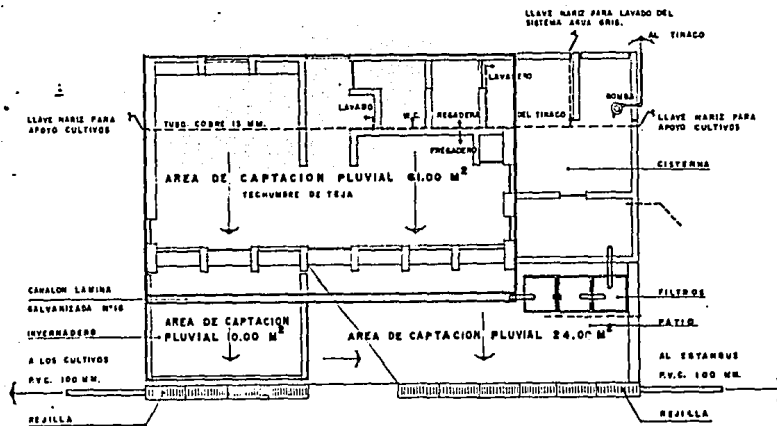 LLAVE NARIZ PARA LAVADO DEL
SISTEMA AGUA GRIS.
AL TINACO
LAVADERO
LAVABO
BOMBA
LLAVE NARIZ PARA
APOYO CULTIVOS
TUBO COBRE 13 MM.
W.C.
REGADERA
DEL TINACO
LLAVE NARIZ PARA
APOYO CULTIVOS
FREGADERO
CISTERNA
AREA DE CAPTACION PLUVIAL 61.00 M²
TECHUMBRE DE TEJA
CANALON LAMINA
GALVANIZADA Nº16
FILTROS
INVERNADERO
AREA DE CAPTACION
PLUVIAL 10.00 M²
AREA DE CAPTACION PLUVIAL 24.00 M²
PATIO
A LOS CULTIVOS
P.V.C. 100 MM.
AL ESTANQUE
P.V.C. 100 MM.
REJILLA
REJILLA